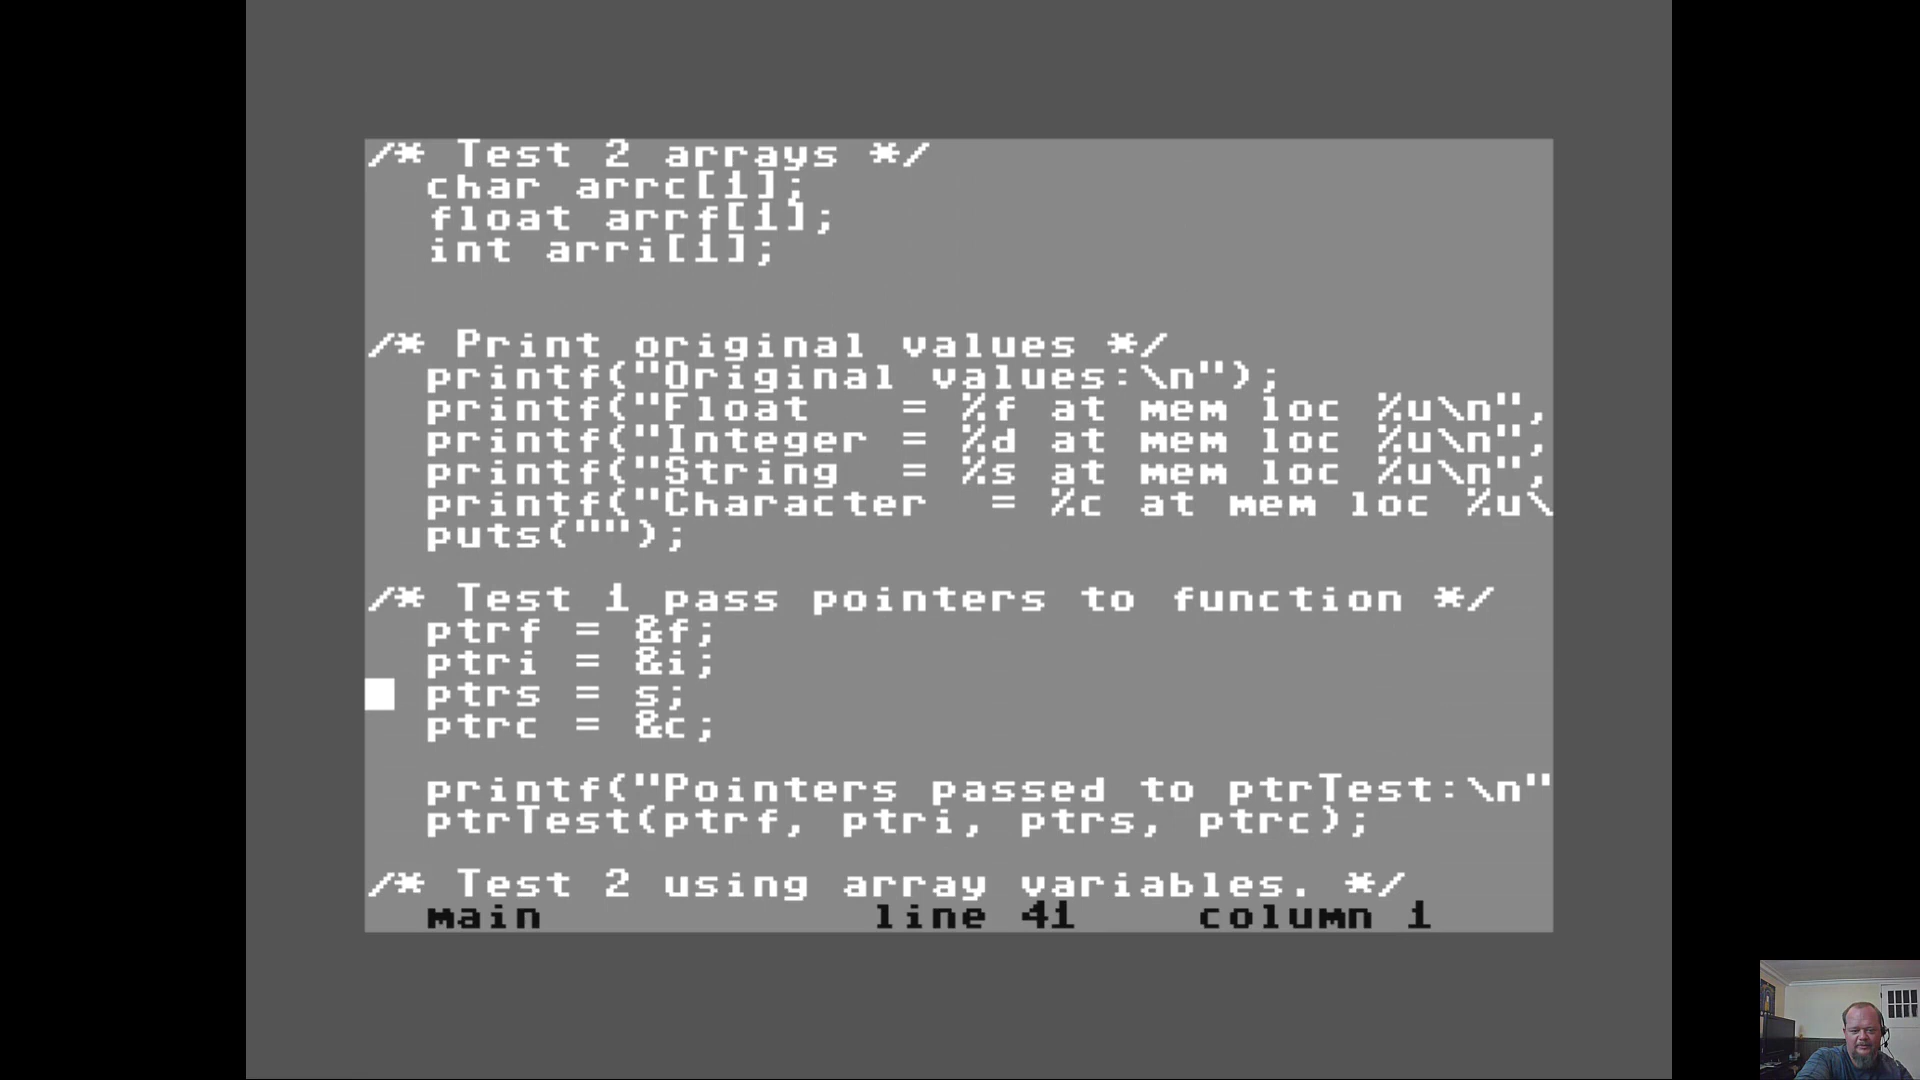 /* Test 2 arrays */
char arrc[1];
float arrf[1];
int arri[1];
/* Print original values */
printf("Original values:\n");
printf("Float   = %f at mem loc %u\n",
printf("Integer = %d at mem loc %u\n",
printf("String  = %s at mem loc %u\n",
printf("Character  = %c at mem loc %u\
puts("");
/* Test 1 pass pointers to function */
ptrf = &f;
ptri = &i;
ptrs = s;
ptrc = &c;
printf("Pointers passed to ptrTest:\n"
ptrTest(ptrf, ptri, ptrs, ptrc);
/* Test 2 using array variables. */
main line 41 column 1